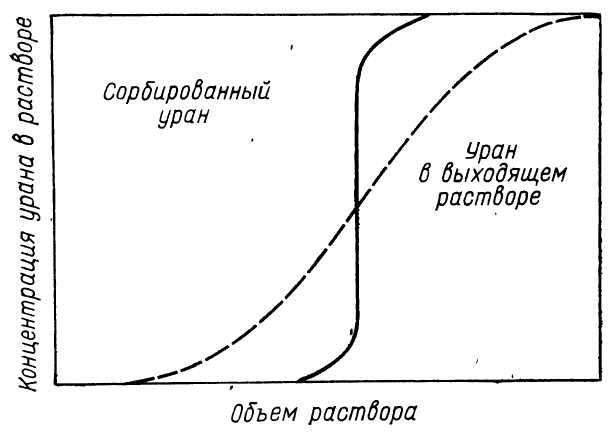 Концентрация урана в растворе
Сорбированный
уран
Уран
в выходящем
растворе
Объем раствора